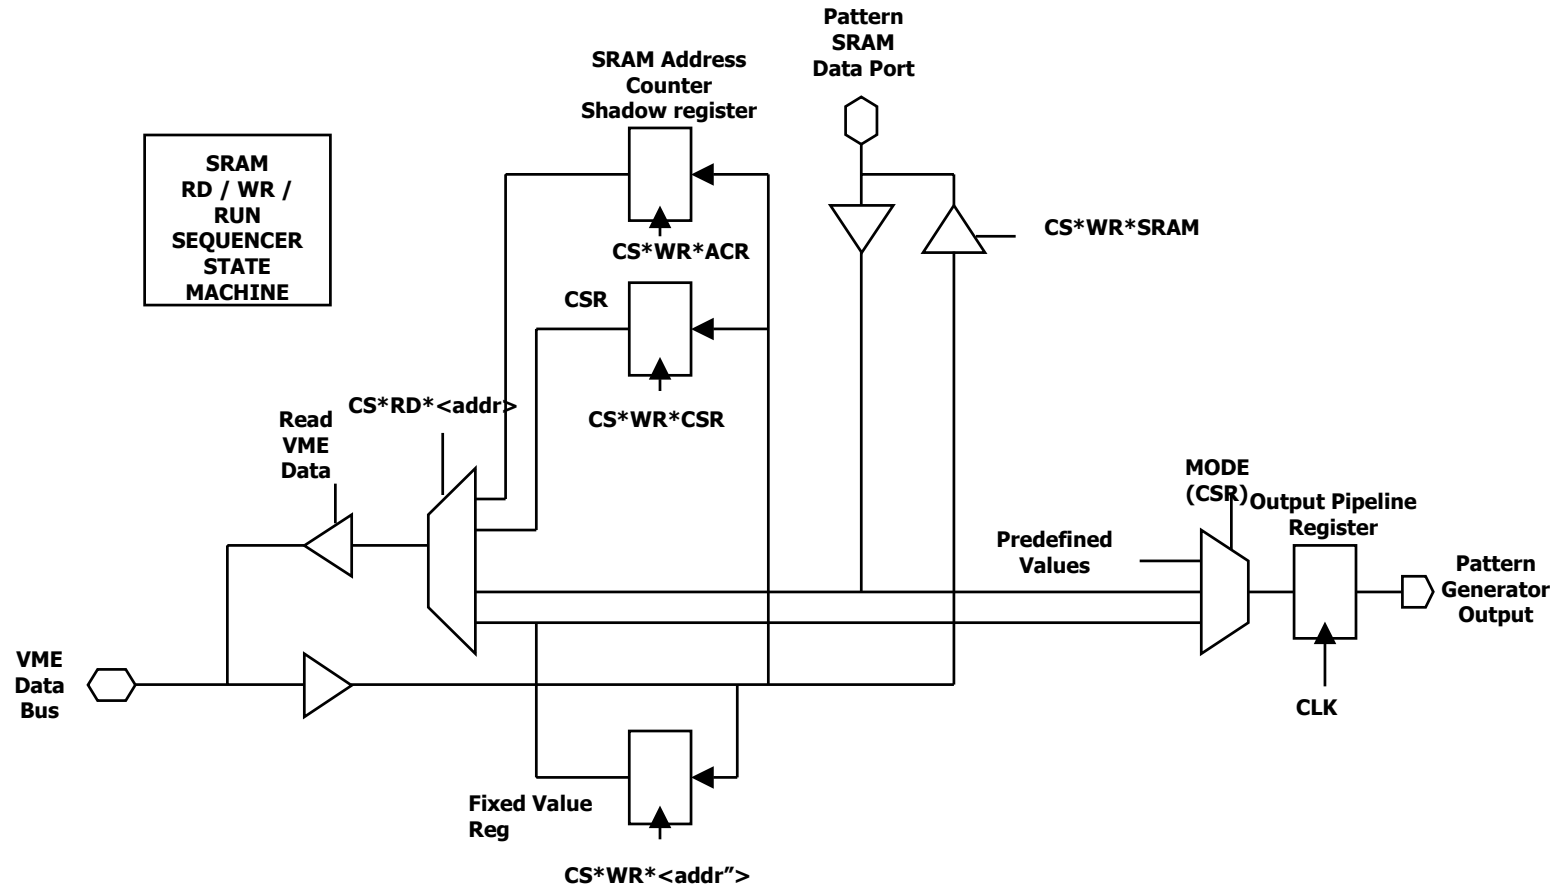 Pattern
SRAM
Data Port
SRAM Address
Counter
Shadow register
SRAM
RD / WR /
RUN
SEQUENCER
STATE
MACHINE
CS*WR*ACR
CS*WR*SRAM
CSR
CS*RD*<addr>
Read
VME
Data
CS*WR*CSR
MODE
(CSR)
Output Pipeline
Register
Predefined
Values
Pattern
Generator
Output
VME
Data
Bus
CLK
Fixed Value
Reg
CS*WR*<addr”>